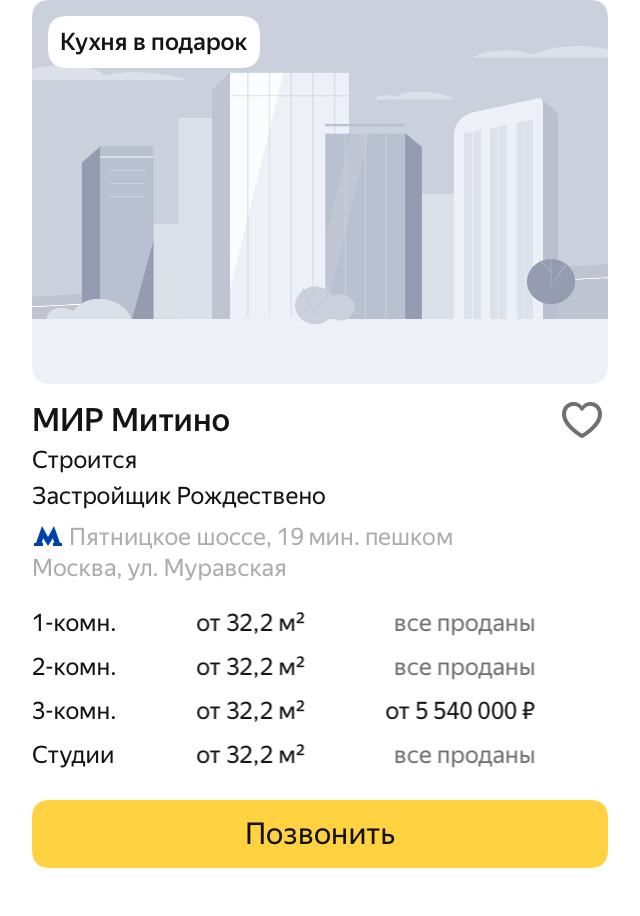 Кухня в подарок
МИР Митино
Строится
Застройщик Рождествено
Пятницкое шоссе, 19 мин. пешком
Москва, ул. Муравская
1-комн. от 32,2 м² все проданы
2-комн. от 32,2 м² все проданы
3-комн. от 32,2 м² от 5 540 000 ₽
Студии от 32,2 м² все проданы
Позвонить